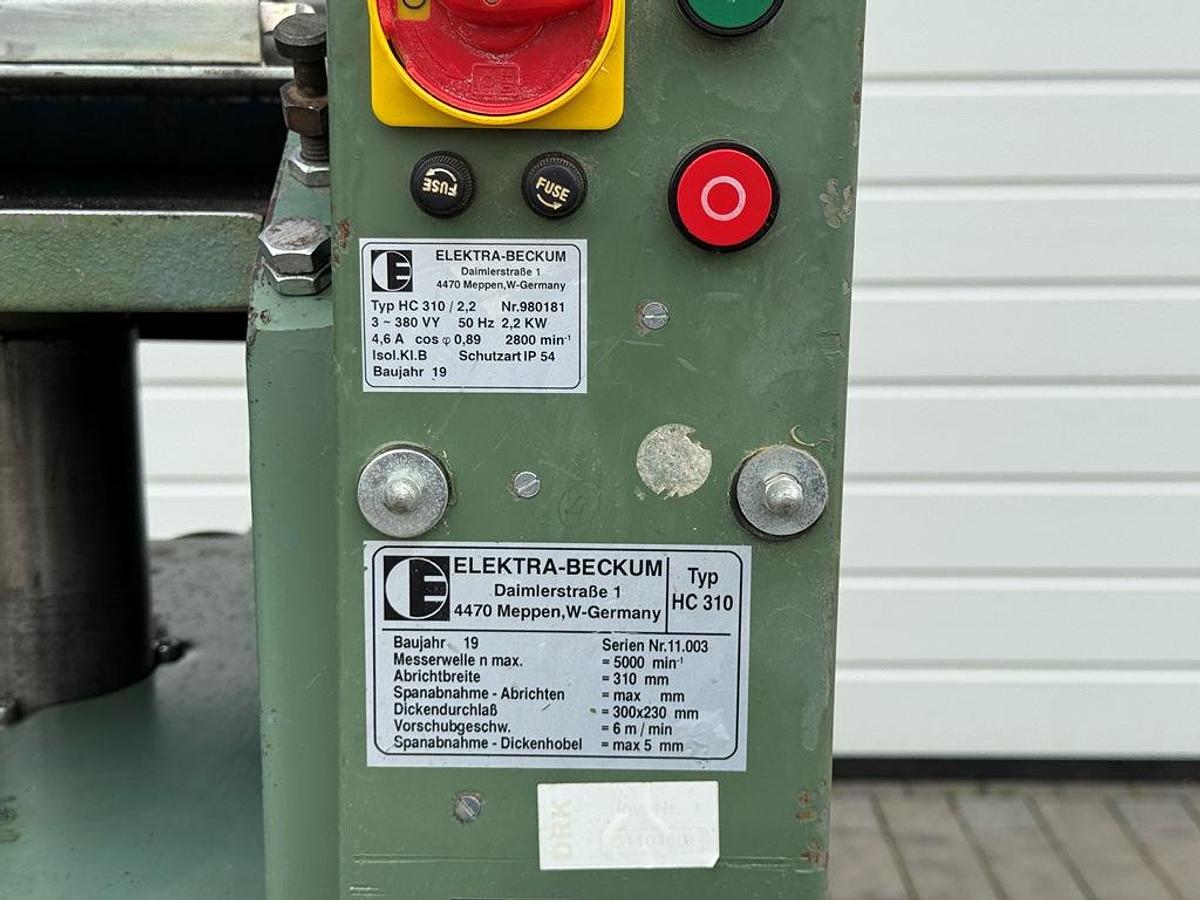 FUSE
FUSE
ELEKTRA-BECKUM
Daimlerstraße 1
4470 Meppen,W-Germany
Typ HC 310 / 2,2 Nr.980181
3 ~ 380 VY 50 Hz 2,2 KW
4,6 A cos φ 0,89 2800 min⁻¹
Isol.Kl.B Schutzart IP 54
Baujahr 19
ELEKTRA-BECKUM
Daimlerstraße 1
4470 Meppen,W-Germany
Typ
HC 310
Baujahr 19 Serien Nr.11.003
Messerwelle n max. = 5000 min⁻¹
Abrichtbreite = 310 mm
Spanabnahme - Abrichten = max mm
Dickendurchlaß = 300x230 mm
Vorschubgeschw. = 6 m / min
Spanabnahme - Dickenhobel = max 5 mm
DRK
Inv.-Nr.